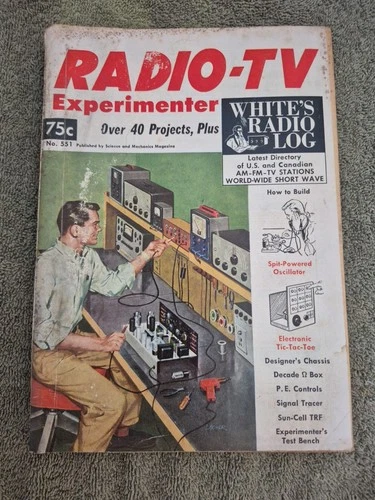 RADIO-TV
Experimenter
75c
Over 40 Projects, Plus
No. 551 Published by Science and Mechanics Magazine
WHITE'S
RADIO
LOG
Latest Directory
of U.S. and Canadian
AM-FM-TV STATIONS
WORLD-WIDE SHORT WAVE
How to Build
Spit-Powered
Oscillator
Electronic
Tic-Tac-Toe
Designer's Chassis
Decade Ω Box
P. E. Controls
Signal Tracer
Sun-Cell TRF
Experimenter's
Test Bench